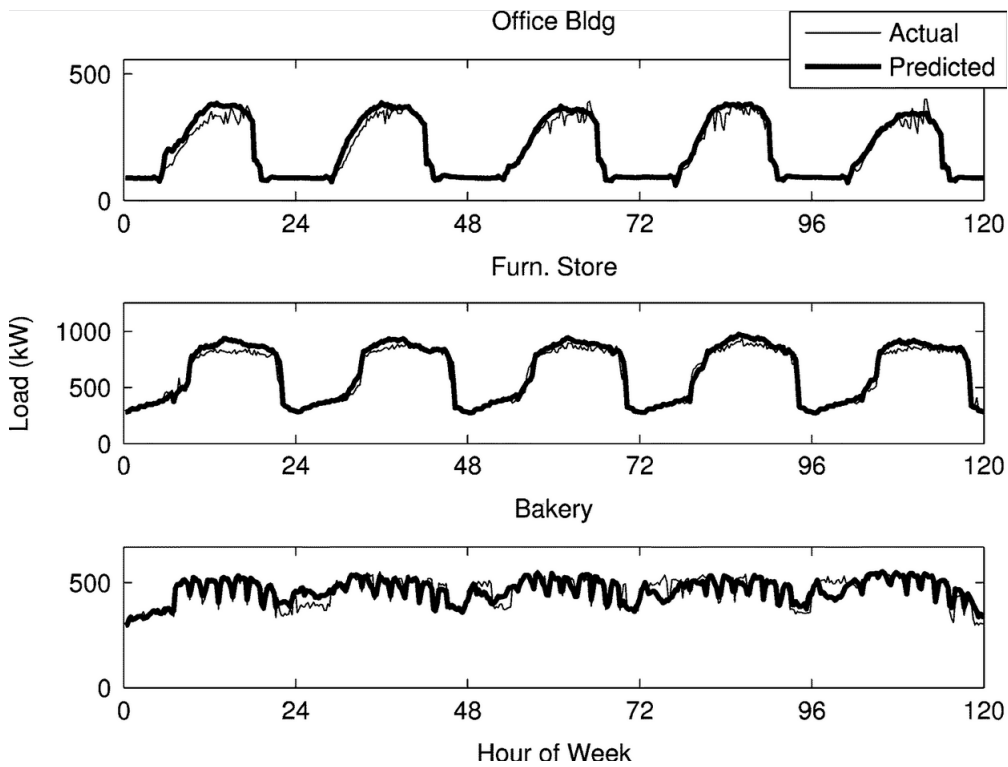 Office Bldg
Actual
Predicted
500
0
0 24 48 72 96 120
Furn. Store
Load (kW)
1000
500
0
0 24 48 72 96 120
Bakery
500
0
0 24 48 72 96 120
Hour of Week